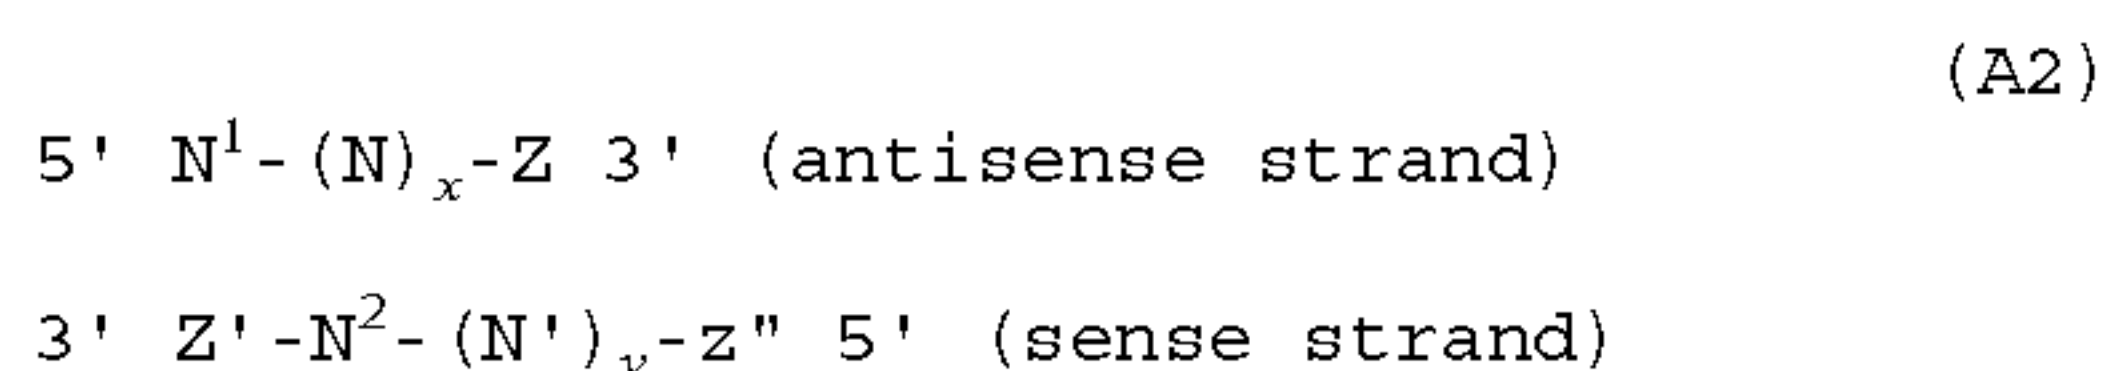 (A2)
5' N¹-(N)ₓ-Z 3' (antisense strand)
3' Z'-N²-(N')y-z" 5' (sense strand)